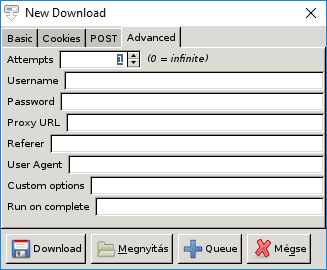 New Download
Basic Cookies POST Advanced
Attempts 1 (0 = infinite)
Username
Password
Proxy URL
Referer
User Agent
Custom options
Run on complete
Download Megnyitás Queue Mégse